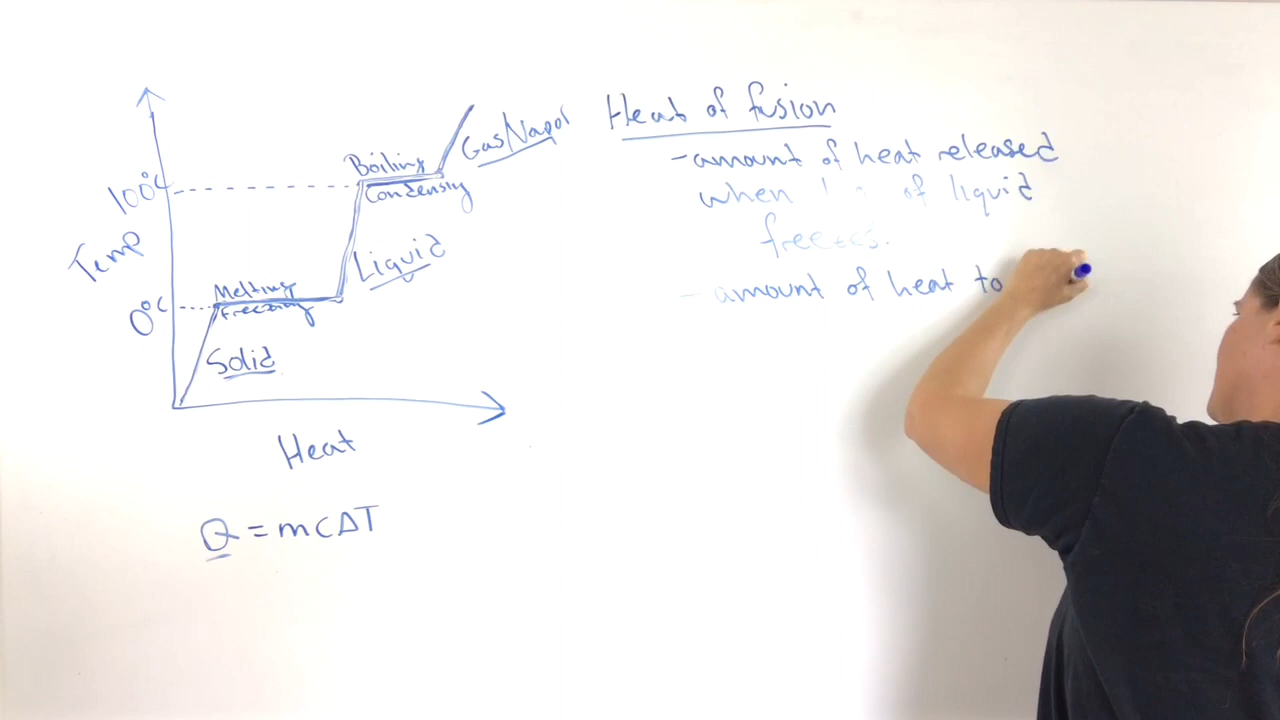 Heat of fusion
-amount of heat released
when of liquid
freezes.
-amount of heat to
100°C
Temp
0°C
Boiling
Condensing
Gas/Vapor
Liquid
Melting
Freezing
Solid
Heat
Q = mcΔT